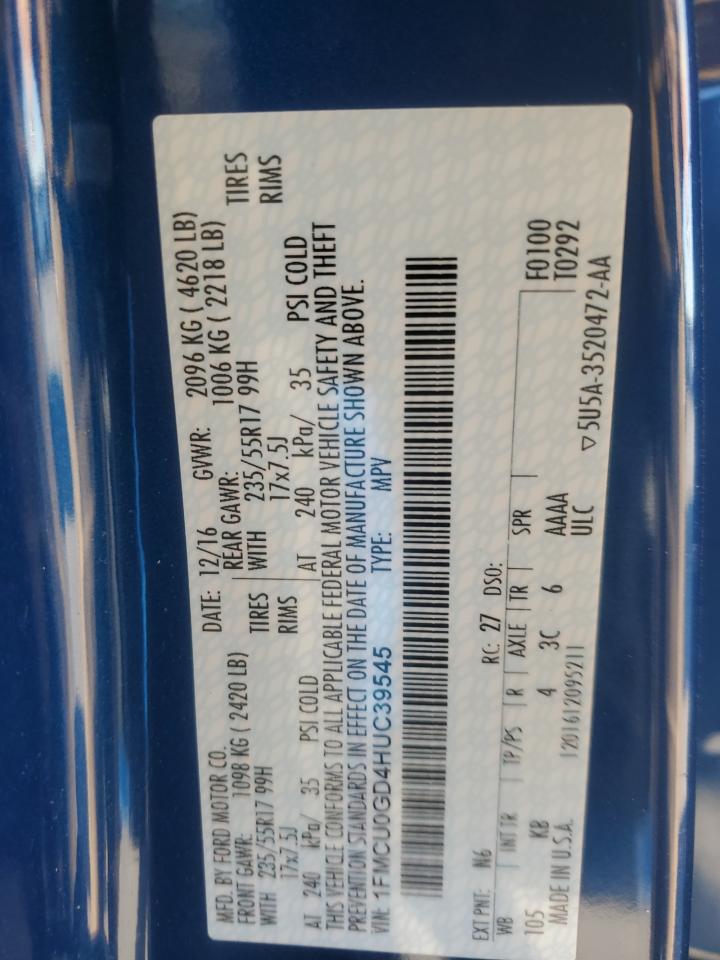 MFD. BY FORD MOTOR CO.
DATE: 12/16 GVWR: 2096 KG ( 4620 LB)
FRONT GAWR: 1098 KG ( 2420 LB)
REAR GAWR: 1006 KG ( 2218 LB)
WITH 235/55R17 99H TIRES
WITH 235/55R17 99H TIRES
17x7.5J RIMS
17x7.5J RIMS
AT 240 kPa/ 35 PSI COLD
AT 240 kPa/ 35 PSI COLD
THIS VEHICLE CONFORMS TO ALL APPLICABLE FEDERAL MOTOR VEHICLE SAFETY AND THEFT
PREVENTION STANDARDS IN EFFECT ON THE DATE OF MANUFACTURE SHOWN ABOVE.
VIN: 1FMCU0GD4HUC39545 TYPE: MPV
EXT PNT: N6 RC: 27 DSO:
WB INT TR TP/PS R AXLE TR SPR F0100
105 KB 4 3C 6 AAAA T0292
MADE IN U.S.A. 1201612095211 ULC
▽5U5A-3520472-AA